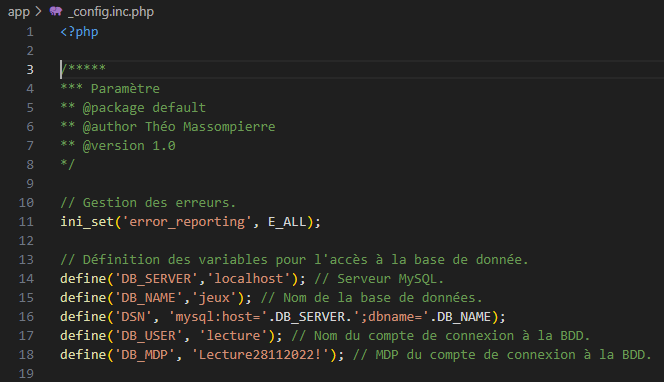 app > _config.inc.php
1 <?php
2
3 /*****
4 *** Paramètre
5 ** @package default
6 ** @author Théo Massompierre
7 ** @version 1.0
8 */
9
10 // Gestion des erreurs.
11 ini_set('error_reporting', E_ALL);
12
13 // Définition des variables pour l'accès à la base de donnée.
14 define('DB_SERVER','localhost'); // Serveur MySQL.
15 define('DB_NAME','jeux'); // Nom de la base de données.
16 define('DSN', 'mysql:host='.DB_SERVER.';dbname='.DB_NAME);
17 define('DB_USER', 'lecture'); // Nom du compte de connexion à la BDD.
18 define('DB_MDP', 'Lecture28112022!'); // MDP du compte de connexion à la BDD.
19